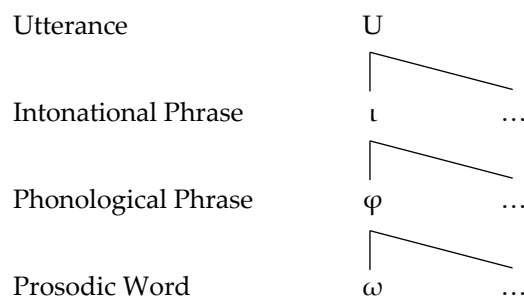 Utterance U
Intonational Phrase ι …
Phonological Phrase φ …
Prosodic Word ω …